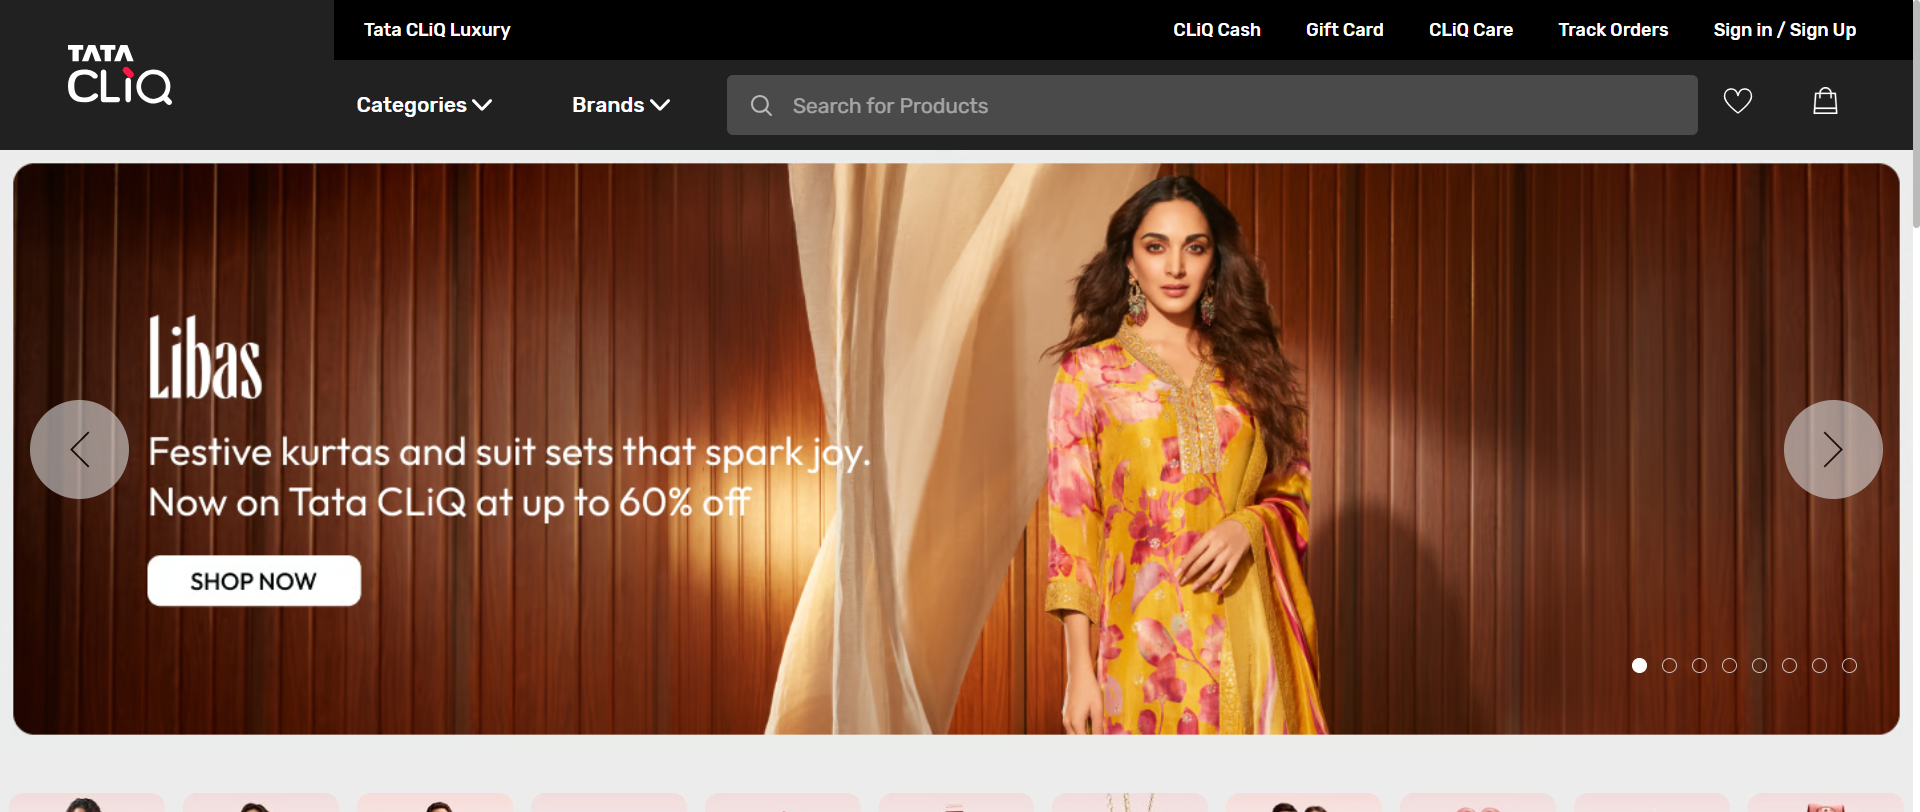 Tata CLiQ Luxury
CLiQ Cash
Gift Card
CLiQ Care
Track Orders
Sign in / Sign Up
TATA
CLiQ
Categories
Brands
Search for Products
Libas
Festive kurtas and suit sets that spark joy.
Now on Tata CLiQ at up to 60% off
SHOP NOW